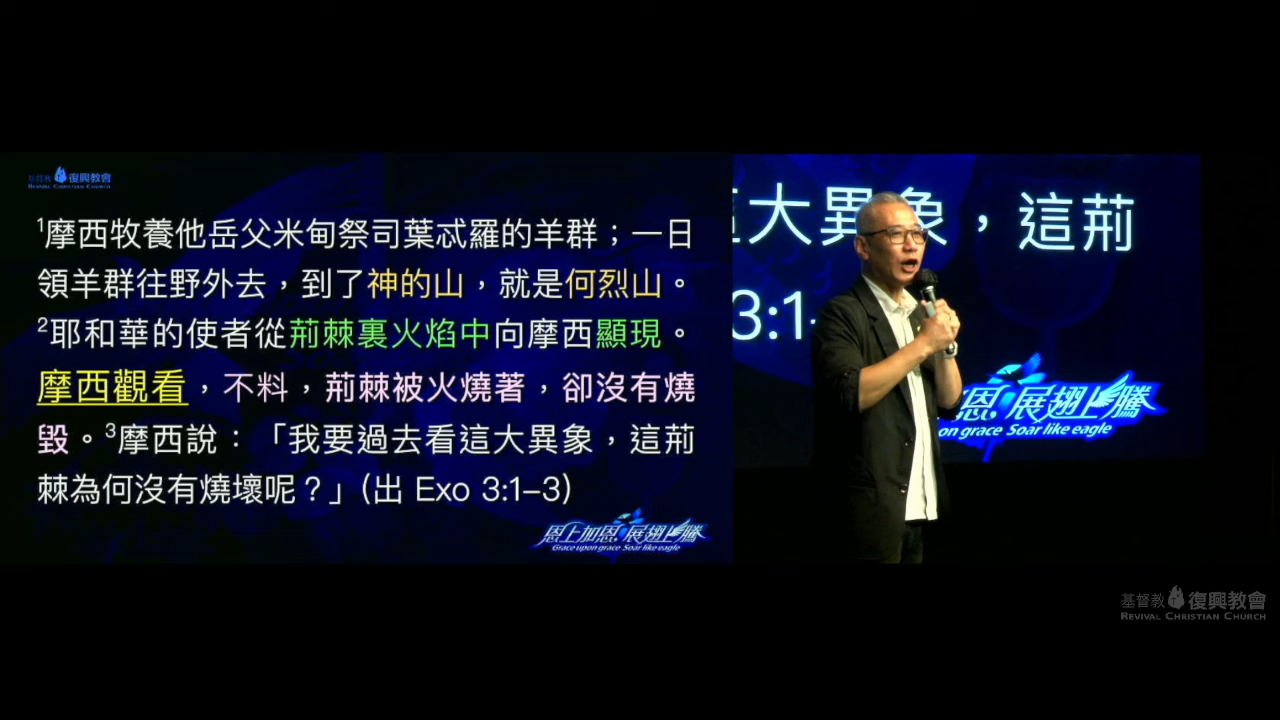 基督教 復興教會
REVIVAL CHRISTIAN CHURCH
¹摩西牧養他岳父米甸祭司葉忒羅的羊群；一日
領羊群往野外去，到了神的山，就是何烈山。
²耶和華的使者從荊棘裏火焰中向摩西顯現。
摩西觀看，不料，荊棘被火燒著，卻沒有燒
毀。³摩西說：「我要過去看這大異象，這荊
棘為何沒有燒壞呢？」(出 Exo 3:1–3)
恩上加恩 展翅上騰
Grace upon grace Soar like eagle
大異象，這荊
3:1
恩 展翅上騰
on grace Soar like eagle
基督教 復興教會
REVIVAL CHRISTIAN CHURCH